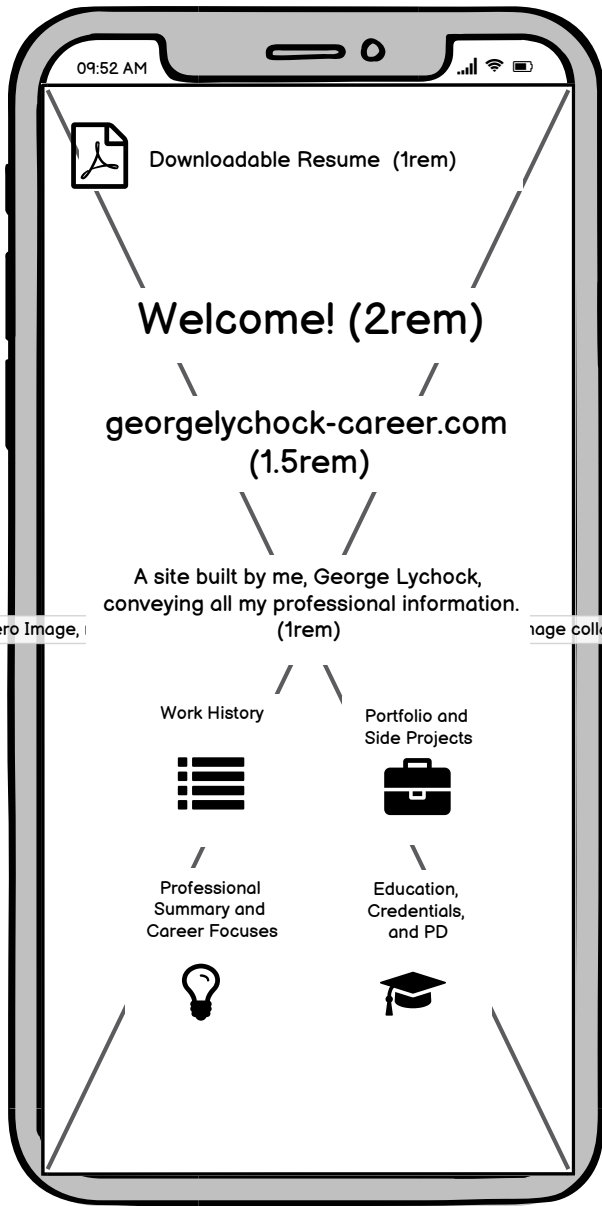 09:52 AM
Downloadable Resume (1rem)
Welcome! (2rem)
georgelychock-career.com
(1.5rem)
A site built by me, George Lychock,
conveying all my professional information.
(1rem)
Image,
Work History
Portfolio and
Side Projects
Professional
Summary and
Career Focuses
Education,
Credentials,
and PD